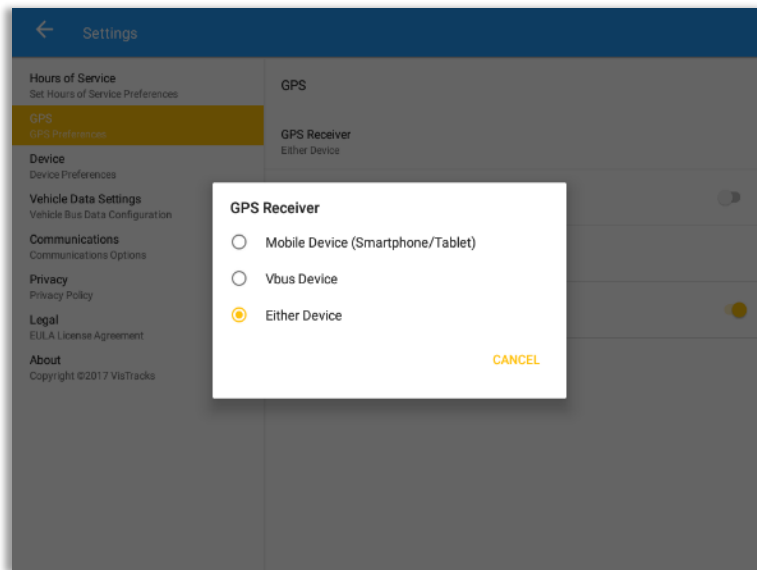 Settings
Hours of Service
Set Hours of Service Preferences
GPS
GPS Preferences
Device
Device Preferences
Vehicle Data Settings
Vehicle Bus Data Configuration
Communications
Communications Options
Privacy
Privacy Policy
Legal
EULA License Agreement
About
Copyright ©2017 VisTracks
GPS
GPS Receiver
Either Device
GPS Receiver
Mobile Device (Smartphone/Tablet)
Vbus Device
Either Device
CANCEL